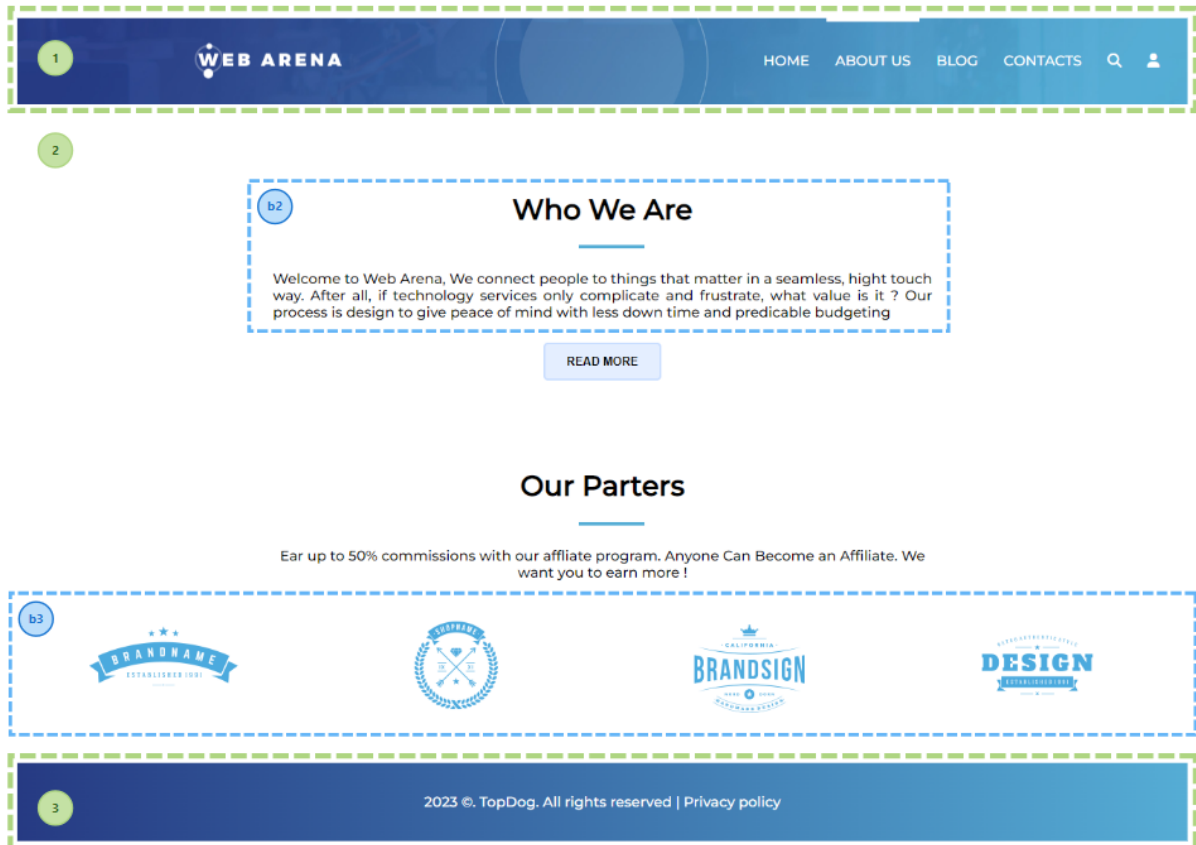 1
WEB ARENA
HOME ABOUT US BLOG CONTACTS
2
b2
Who We Are
Welcome to Web Arena, We connect people to things that matter in a seamless, hight touch
way. After all, if technology services only complicate and frustrate, what value is it ? Our
process is design to give peace of mind with less down time and predicable budgeting
READ MORE
Our Parters
Ear up to 50% commissions with our affliate program. Anyone Can Become an Affiliate. We
want you to earn more !
b3
BRANDNAME
ESTABLISHED 1991
SHOPNAME
CALIFORNIA
BRANDSIGN
DESIGN
3
2023 ©. TopDog. All rights reserved | Privacy policy